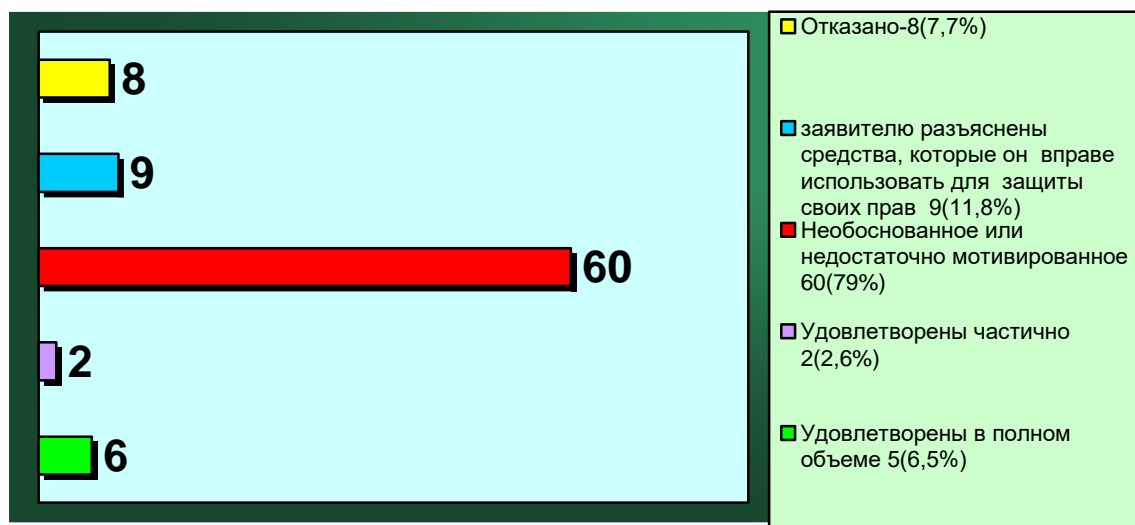 8
9
60
2
6
Отказано-8(7,7%)
заявителю разъяснены
средства, которые он вправе
использовать для защиты
своих прав 9(11,8%)
Необоснованное или
недостаточно мотивированное
60(79%)
Удовлетворены частично
2(2,6%)
Удовлетворены в полном
объеме 5(6,5%)